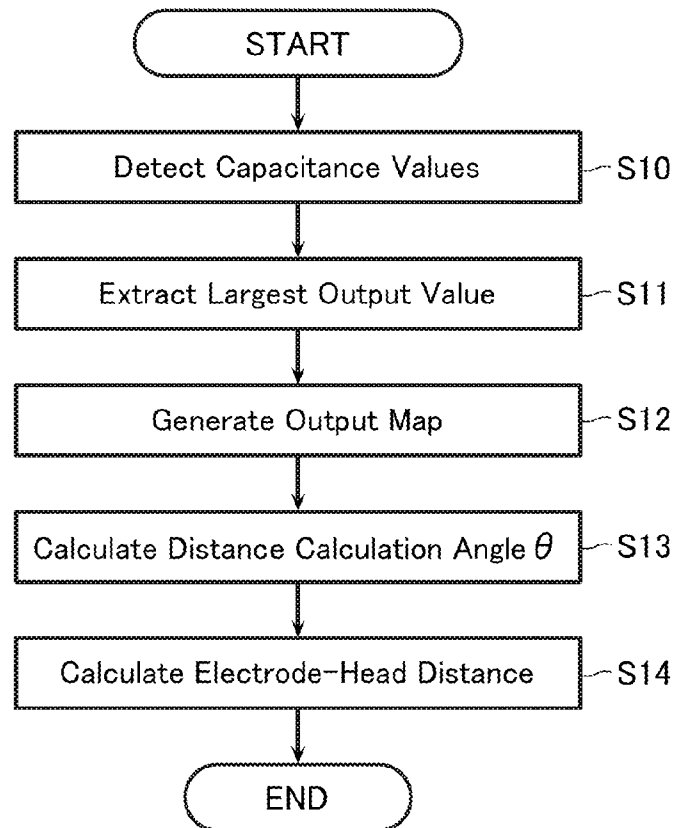 START
Detect Capacitance Values S10
Extract Largest Output Value S11
Generate Output Map S12
Calculate Distance Calculation Angle θ S13
Calculate Electrode-Head Distance S14
END